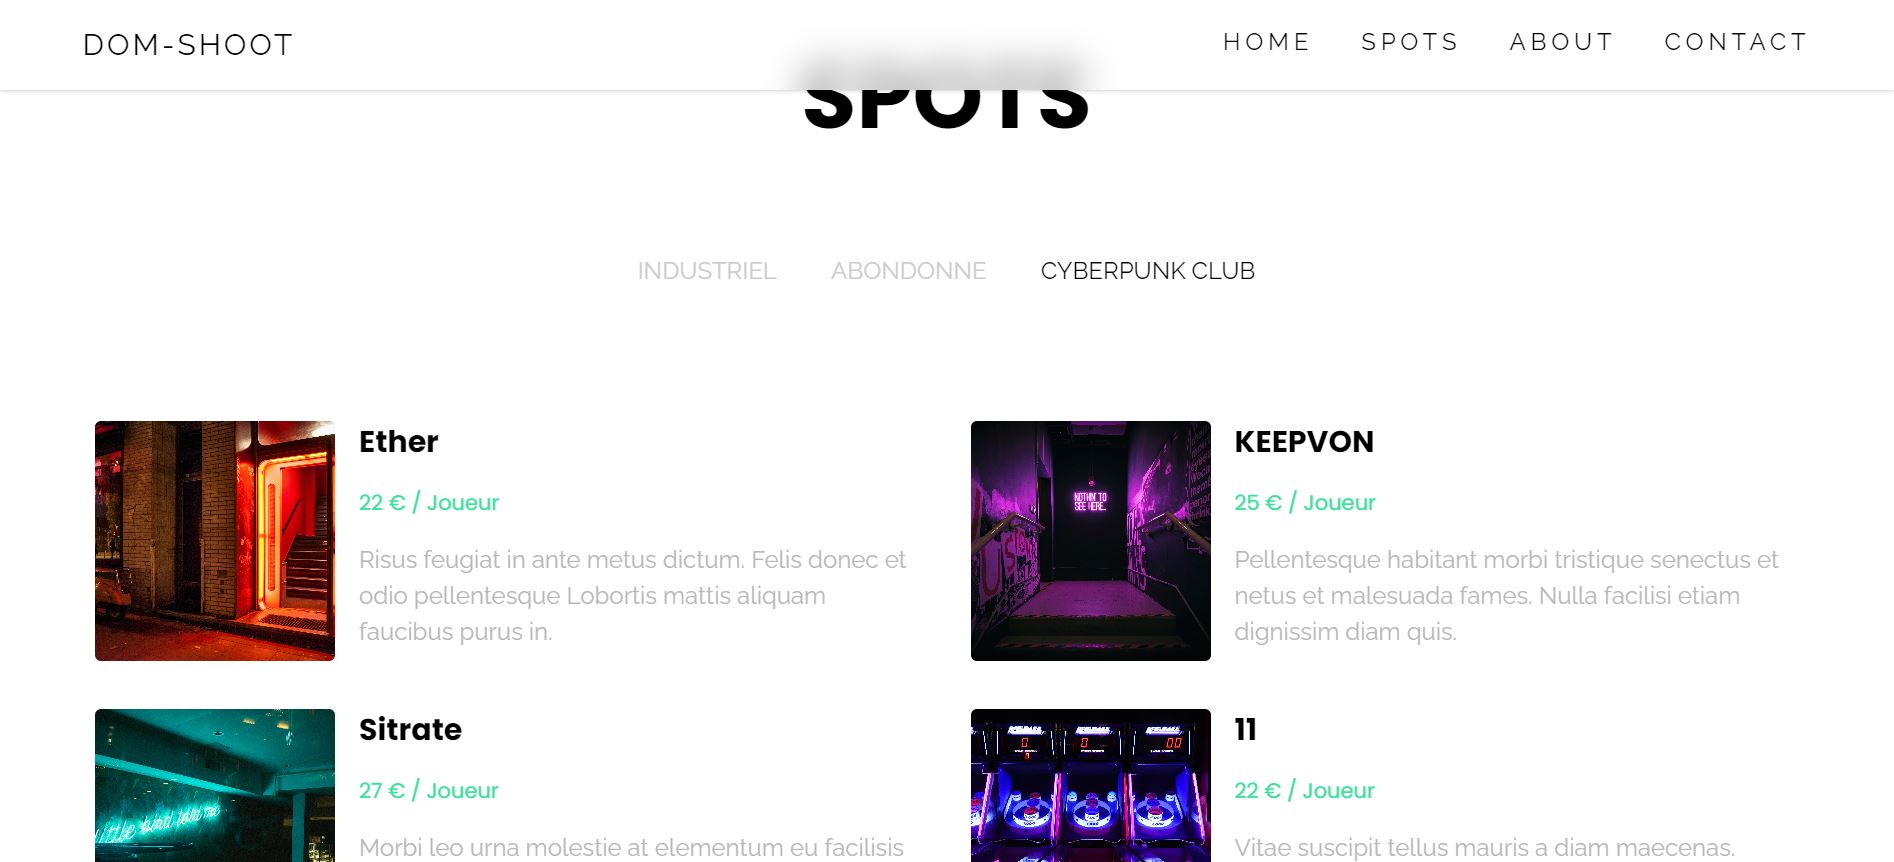 DOM-SHOOT
HOME SPOTS ABOUT CONTACT
SPOTS
INDUSTRIEL ABONDONNE CYBERPUNK CLUB
Ether
22 € / Joueur
Risus feugiat in ante metus dictum. Felis donec et
odio pellentesque Lobortis mattis aliquam
faucibus purus in.
NOTHIN' TO
SEE HERE..
KEEPVON
25 € / Joueur
Pellentesque habitant morbi tristique senectus et
netus et malesuada fames. Nulla facilisi etiam
dignissim diam quis.
Sitrate
27 € / Joueur
Morbi leo urna molestie at elementum eu facilisis
11
22 € / Joueur
Vitae suscipit tellus mauris a diam maecenas.